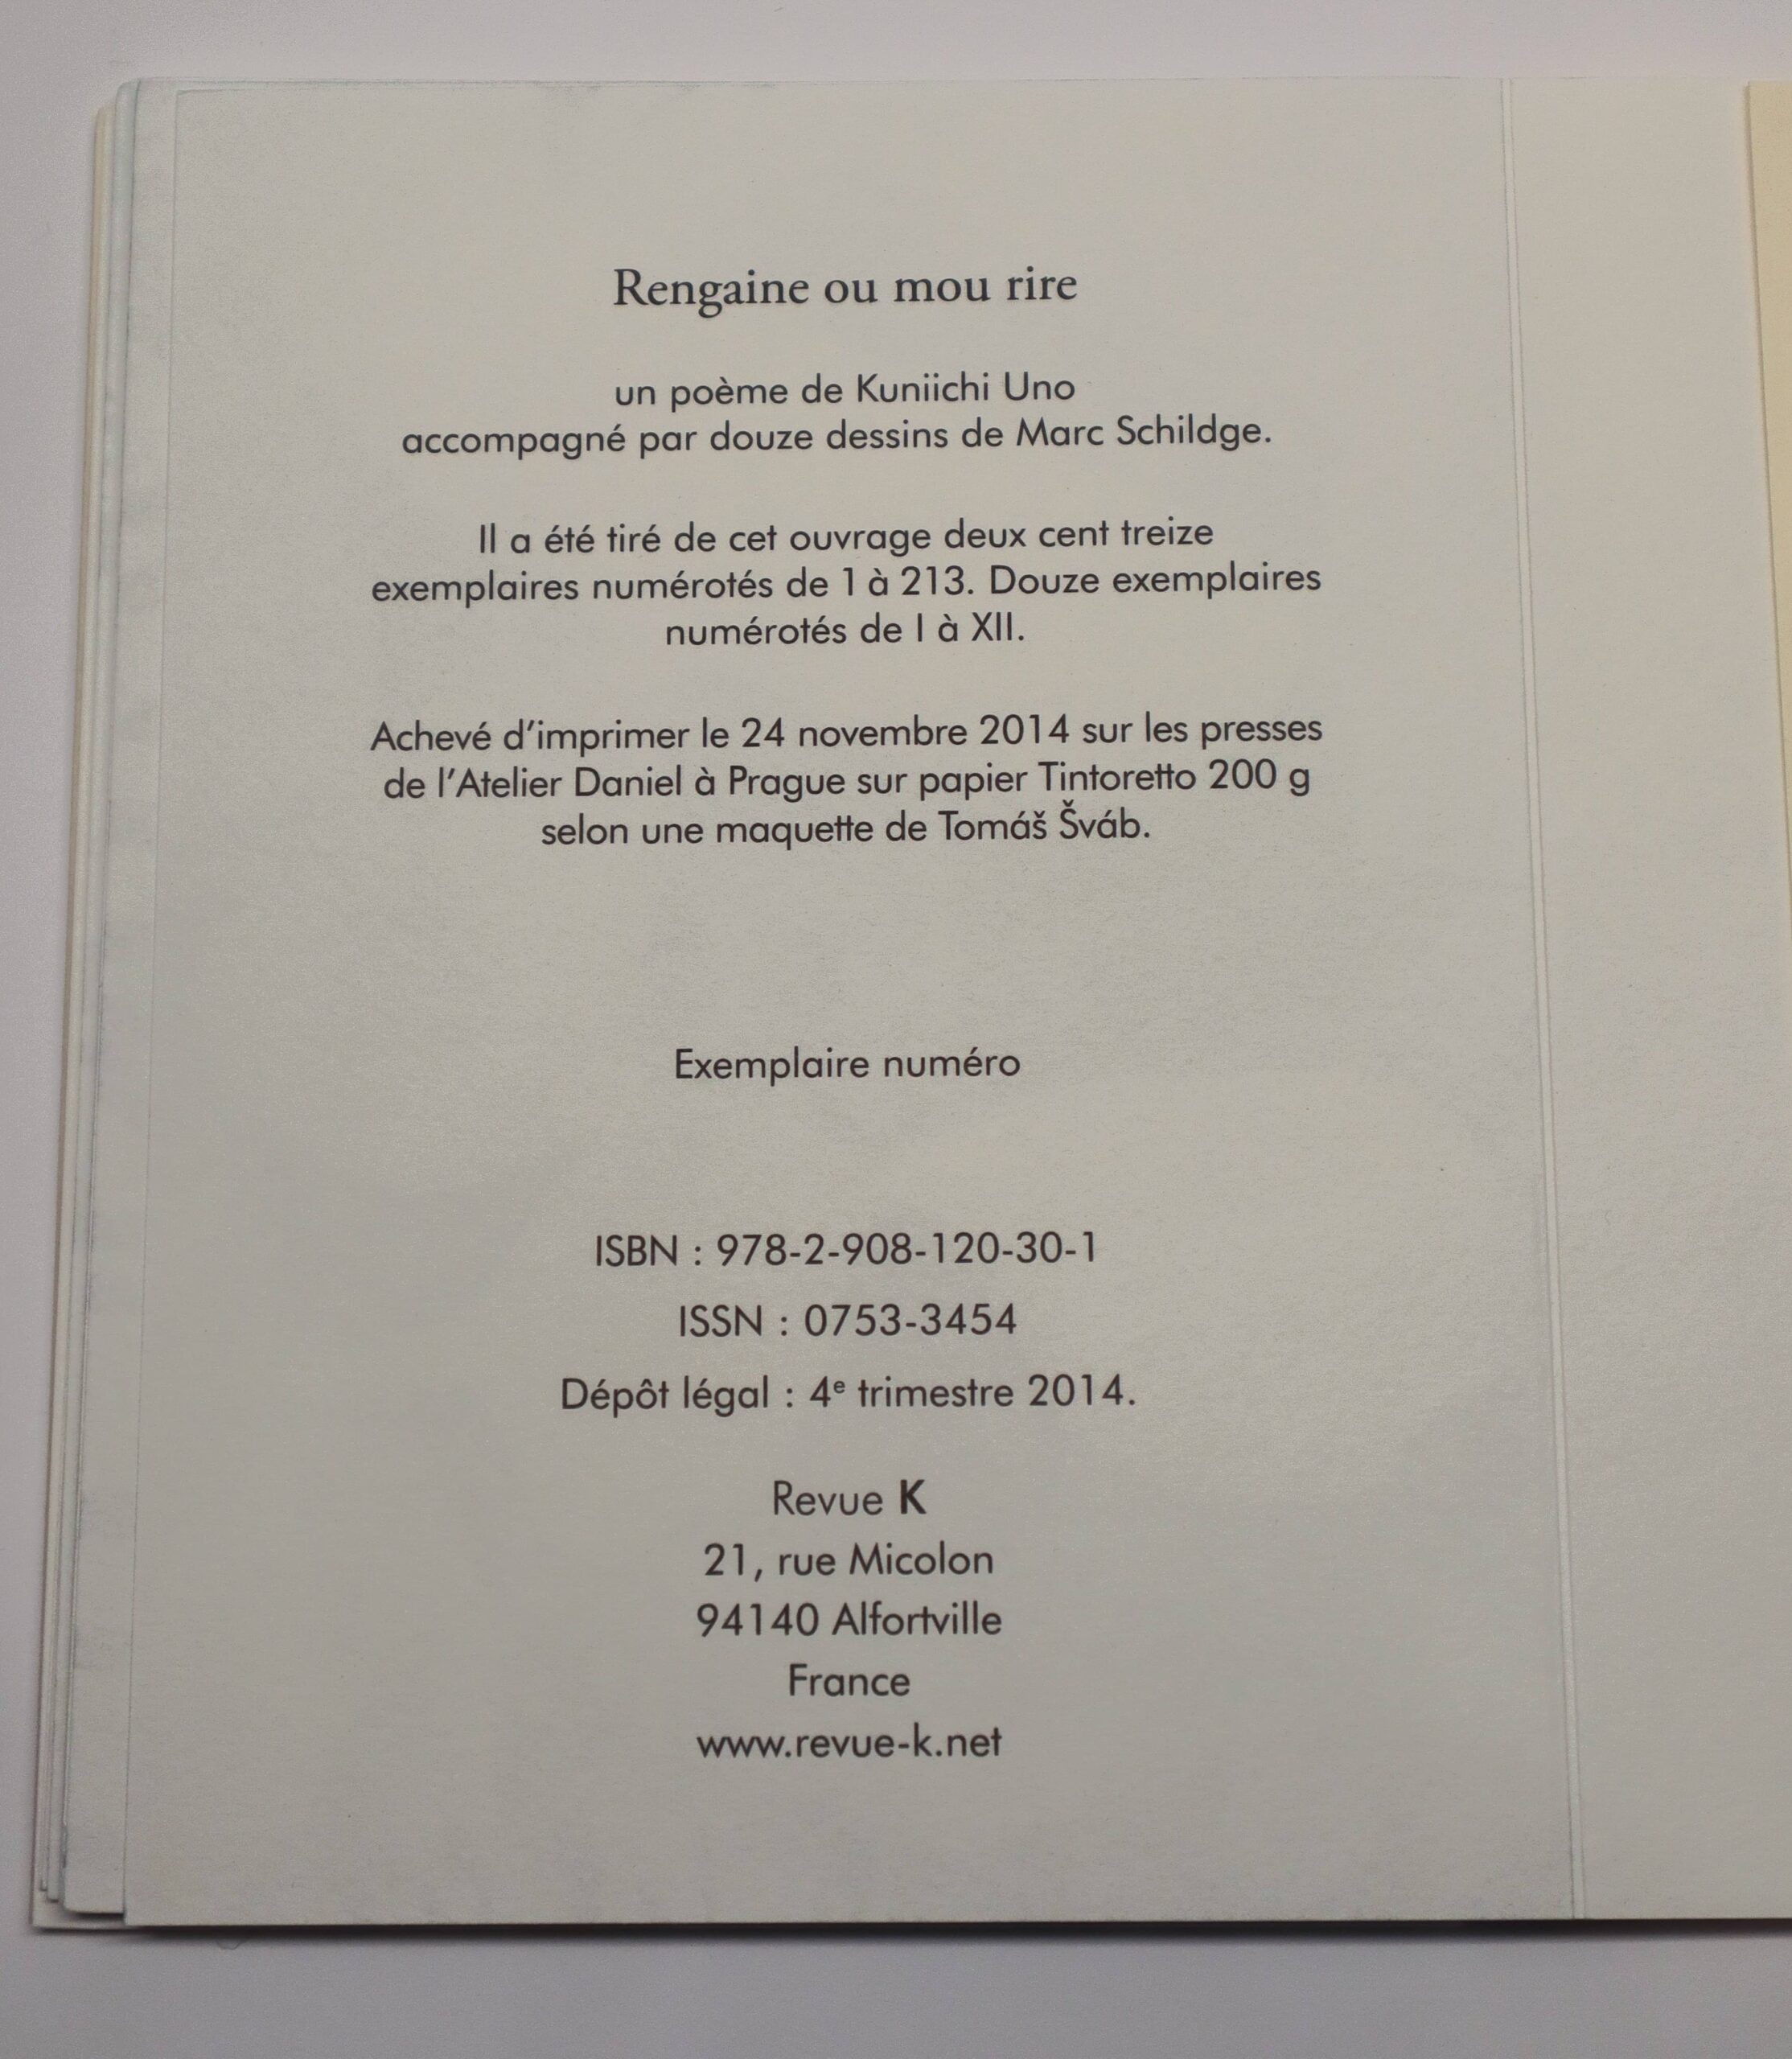 Rengaine ou mou rire
un poème de Kuniichi Uno
accompagné par douze dessins de Marc Schildge.
Il a été tiré de cet ouvrage deux cent treize
exemplaires numérotés de 1 à 213. Douze exemplaires
numérotés de I à XII.
Achevé d’imprimer le 24 novembre 2014 sur les presses
de l’Atelier Daniel à Prague sur papier Tintoretto 200 g
selon une maquette de Tomáš Šváb.
Exemplaire numéro
ISBN : 978-2-908-120-30-1
ISSN : 0753-3454
Dépôt légal : 4ᵉ trimestre 2014.
Revue K
21, rue Micolon
94140 Alfortville
France
www.revue-k.net